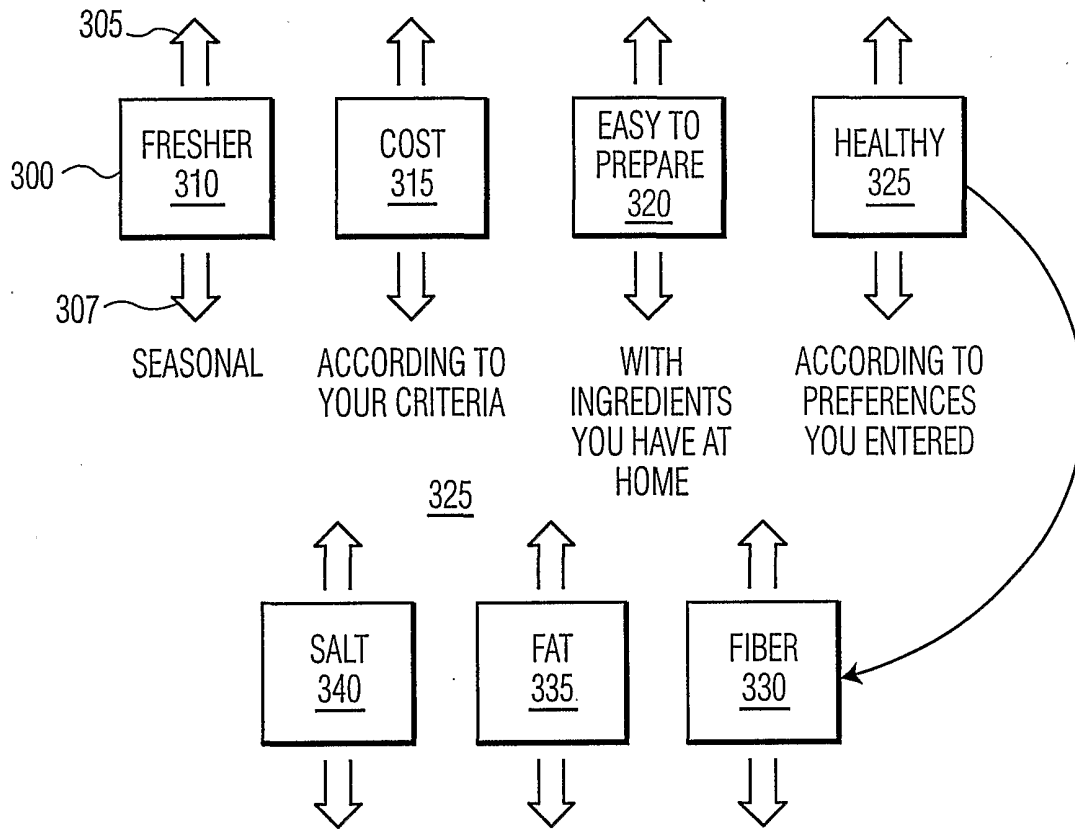 305
300
FRESHER
310
COST
315
EASY TO
PREPARE
320
HEALTHY
325
307
SEASONAL
ACCORDING TO
YOUR CRITERIA
WITH
INGREDIENTS
YOU HAVE AT
HOME
ACCORDING TO
PREFERENCES
YOU ENTERED
325
SALT
340
FAT
335
FIBER
330